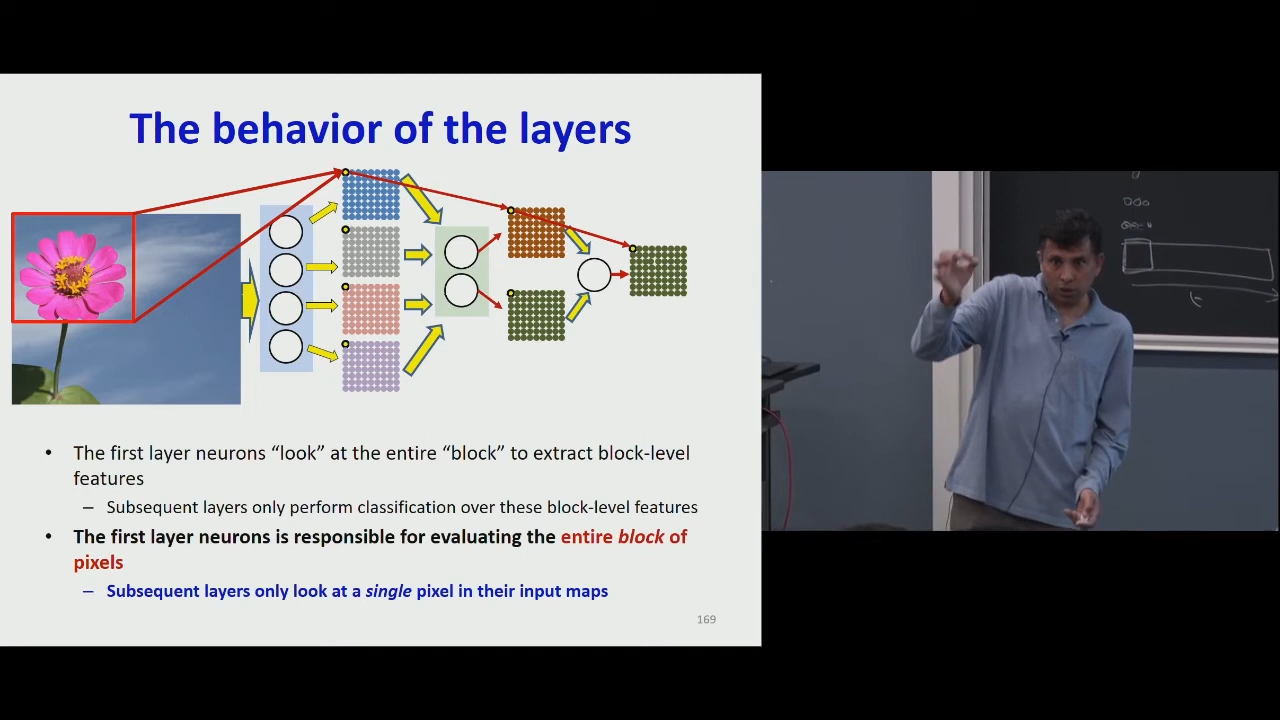 The behavior of the layers
• The first layer neurons “look” at the entire “block” to extract block-level
features
– Subsequent layers only perform classification over these block-level features
• The first layer neurons is responsible for evaluating the entire block of
pixels
– Subsequent layers only look at a single pixel in their input maps
169